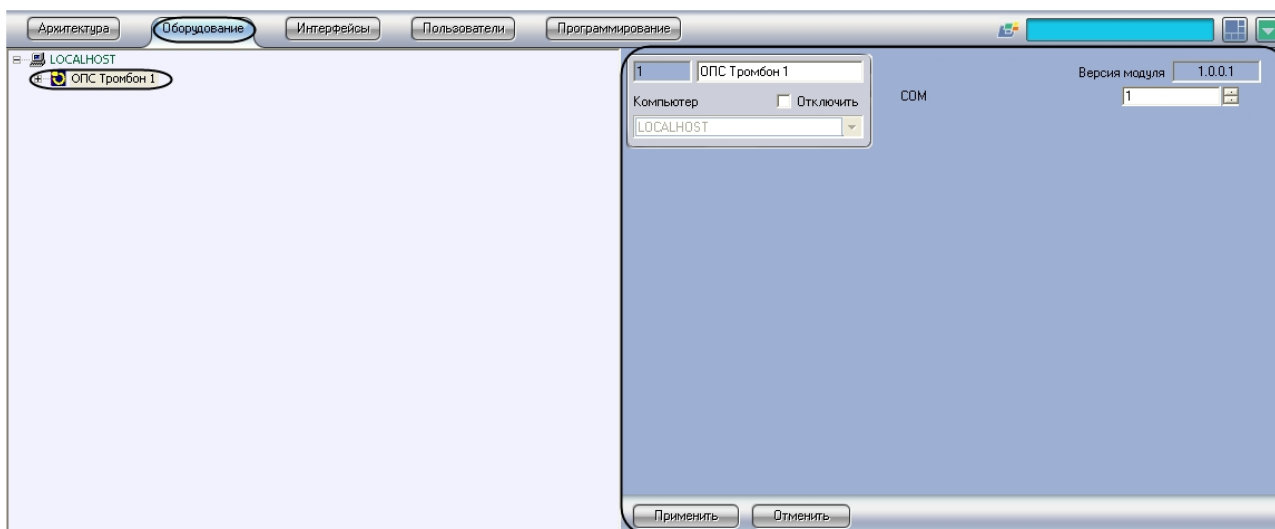 Архитектура Оборудование Интерфейсы Пользователи Программирование
LOCALHOST
ОПС Тромбон 1
1 ОПС Тромбон 1
Компьютер Отключить
LOCALHOST
Версия модуля 1.0.0.1
COM 1
Применить Отменить